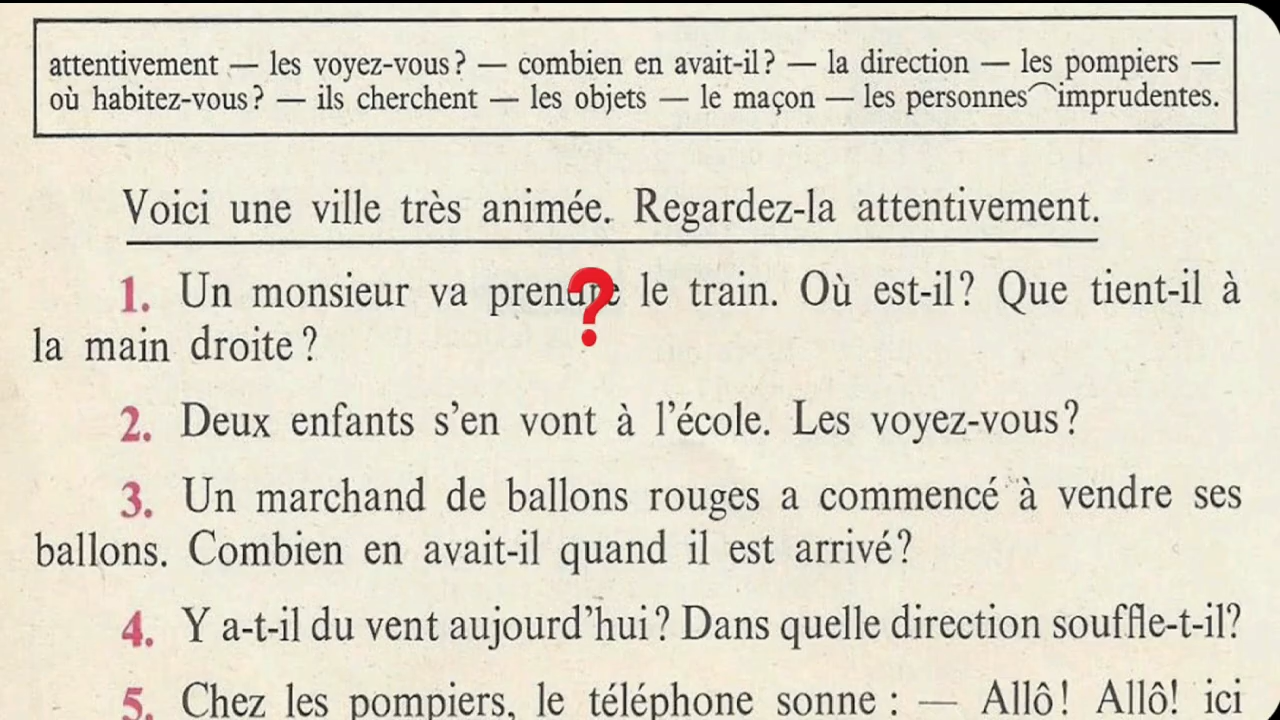 attentivement — les voyez-vous? — combien en avait-il? — la direction — les pompiers —
où habitez-vous? — ils cherchent — les objets — le maçon — les personnes‿imprudentes.
Voici une ville très animée. Regardez-la attentivement.
1. Un monsieur va prendre le train. Où est-il? Que tient-il à
la main droite?
2. Deux enfants s'en vont à l'école. Les voyez-vous?
3. Un marchand de ballons rouges a commencé à vendre ses
ballons. Combien en avait-il quand il est arrivé?
4. Y a-t-il du vent aujourd'hui? Dans quelle direction souffle-t-il?
5. Chez les pompiers, le téléphone sonne : — Allô! Allô! ici